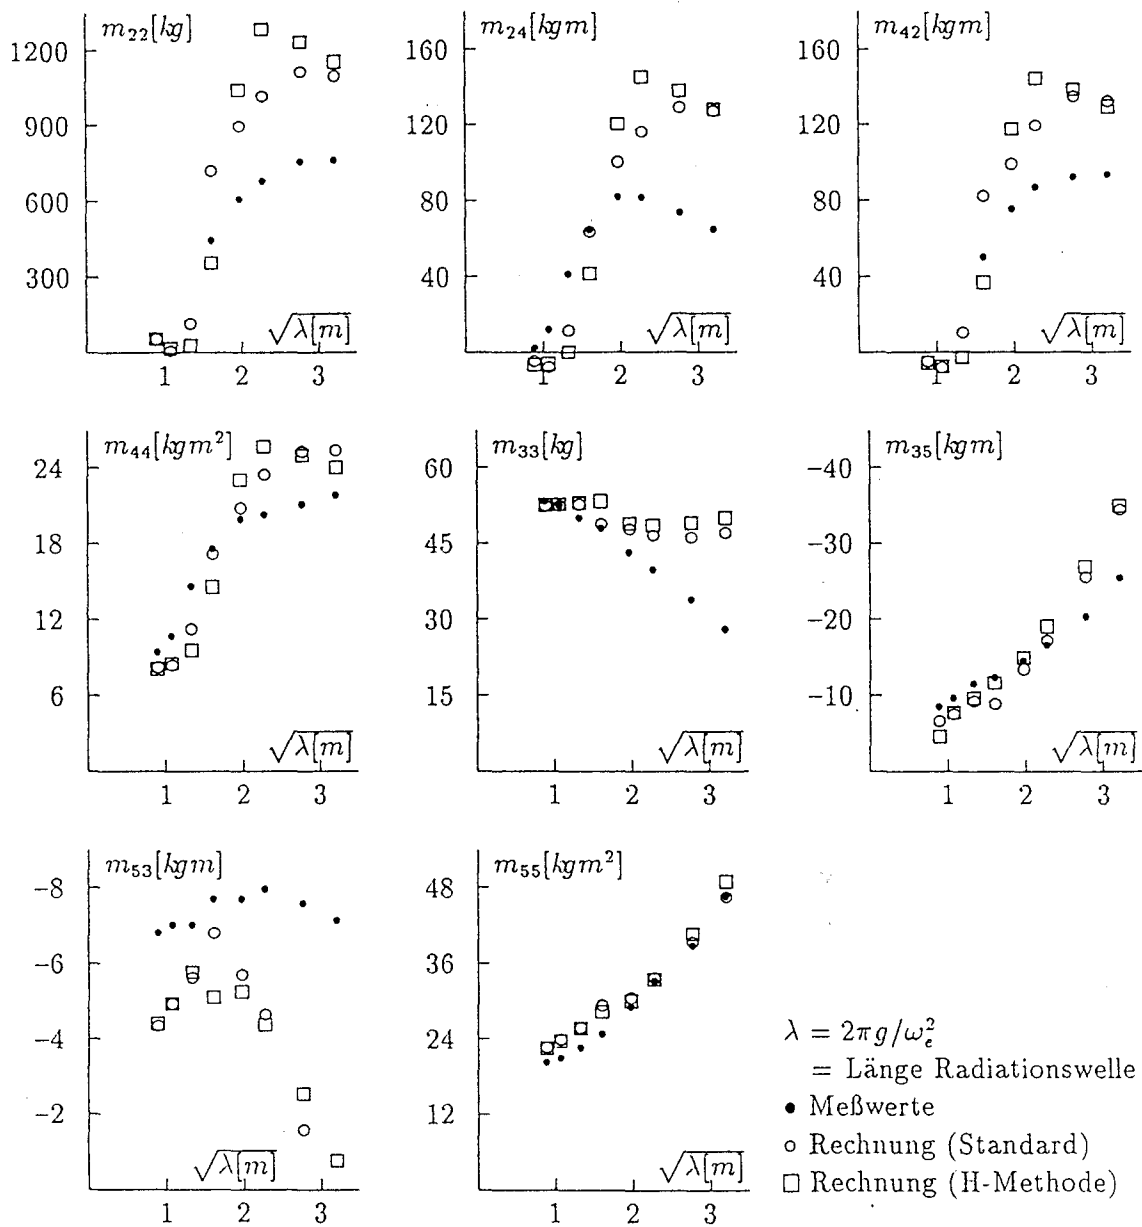 m₂₂[kg]
1200
900
600
300
√λ[m]
1 2 3
m₂₄[kgm]
160
120
80
40
√λ[m]
1 2 3
m₄₂[kgm]
160
120
80
40
√λ[m]
1 2 3
m₄₄[kgm²]
24
18
12
6
√λ[m]
1 2 3
m₃₃[kg]
60
45
30
15
√λ[m]
1 2 3
m₃₅[kgm]
-40
-30
-20
-10
√λ[m]
1 2 3
m₅₃[kgm]
-8
-6
-4
-2
√λ[m]
1 2 3
m₅₅[kgm²]
48
36
24
12
√λ[m]
1 2 3
λ = 2πg/ωₑ²
= Länge Radiationswelle
• Meßwerte
○ Rechnung (Standard)
□ Rechnung (H-Methode)